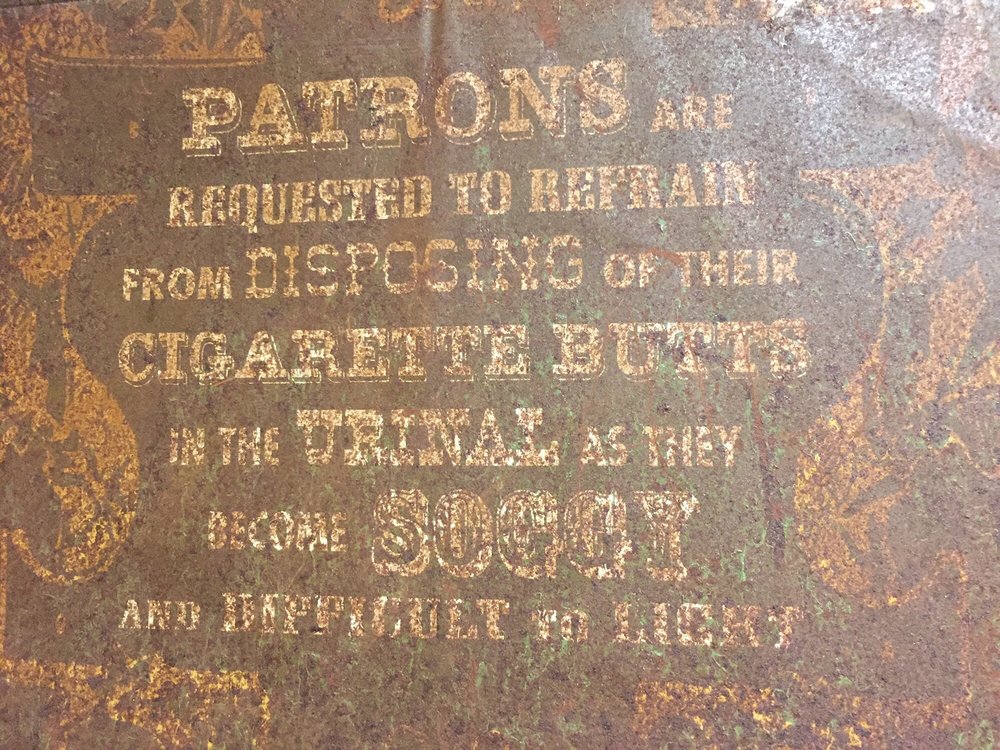 PATRONS ARE
REQUESTED TO REFRAIN
FROM DISPOSING OF THEIR
CIGARETTE BUTTS
IN THE URINAL AS THEY
BECOME SOGGY
AND DIFFICULT TO LIGHT